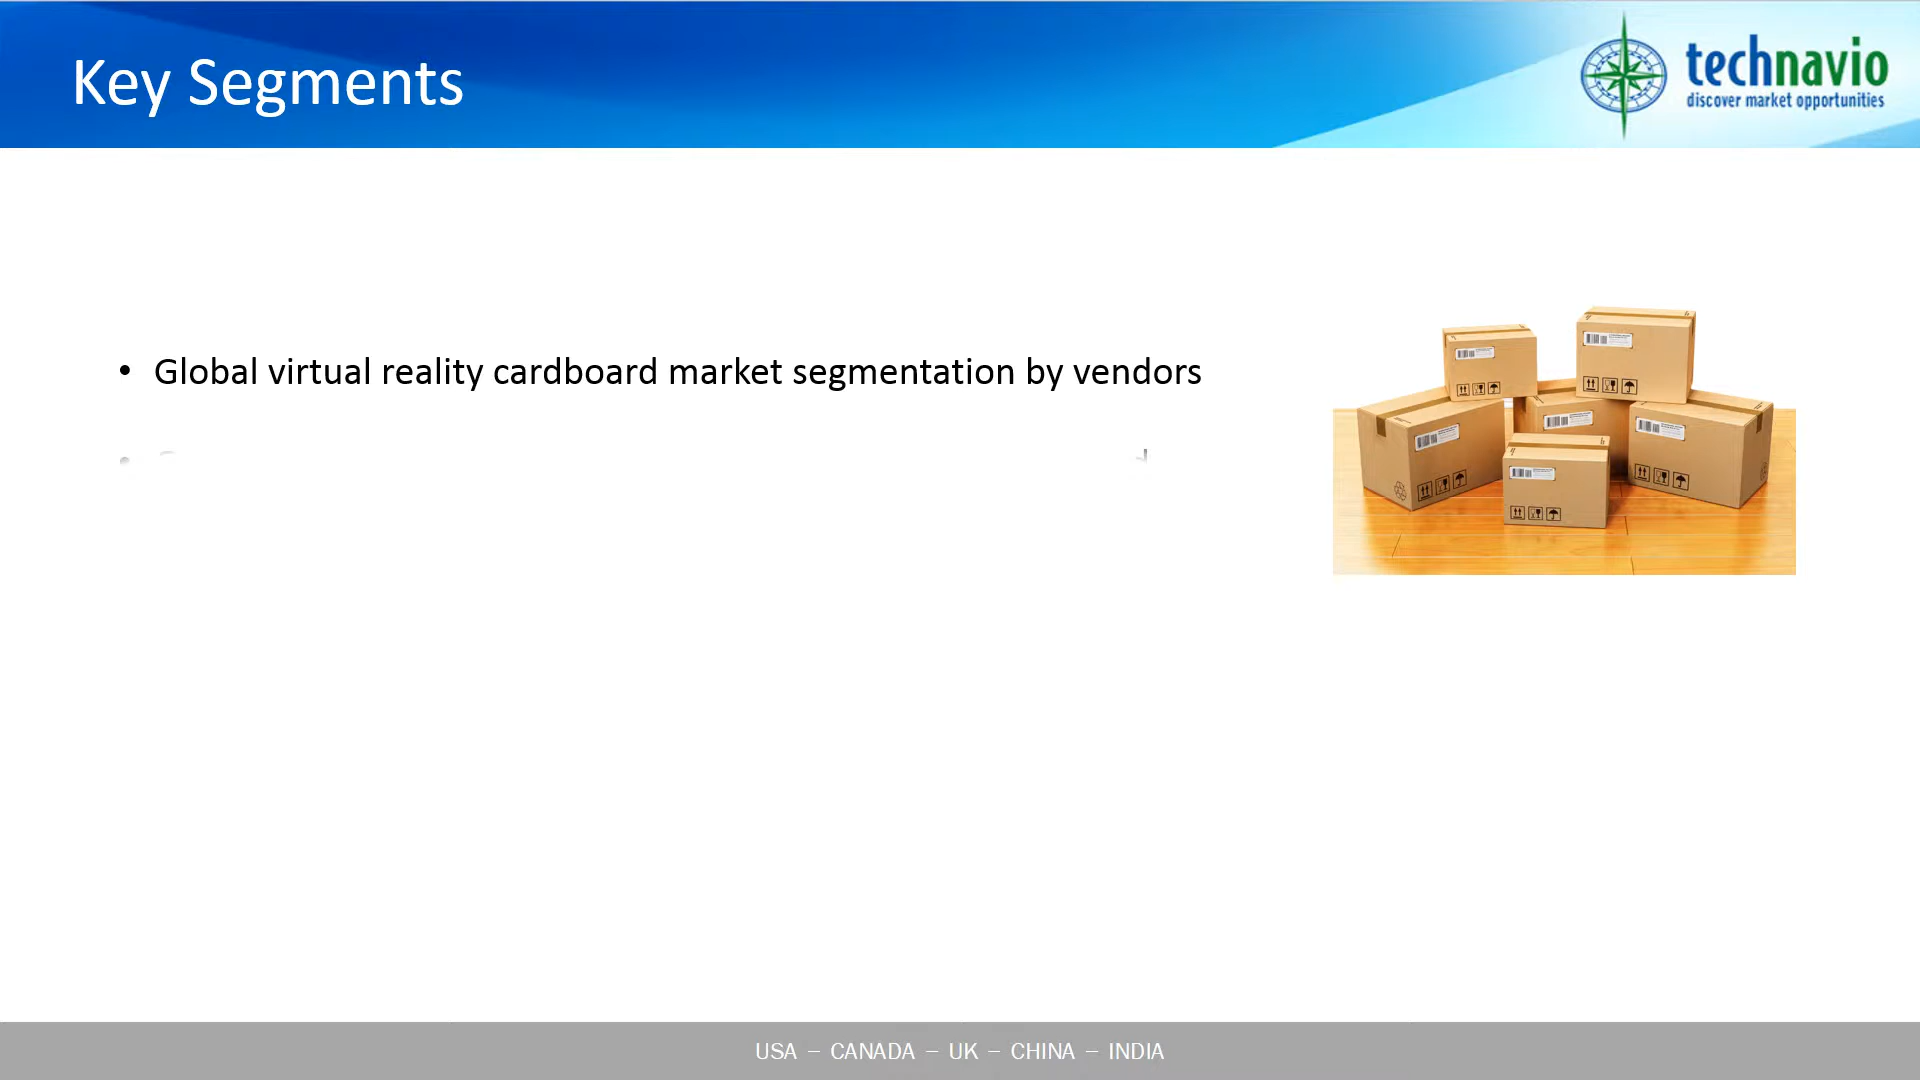 Key Segments
technavio
discover market opportunities
• Global virtual reality cardboard market segmentation by vendors
USA – CANADA – UK – CHINA – INDIA